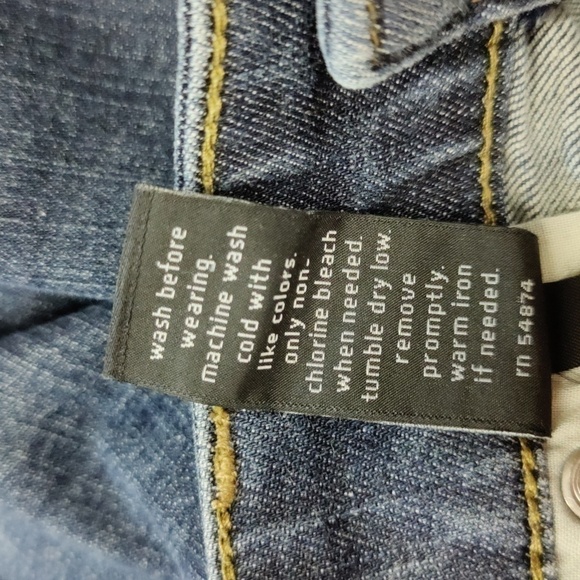 wash before
wearing.
machine wash
cold with
like colors.
only non-
chlorine bleach
when needed.
tumble dry low.
remove
promptly.
warm iron
if needed.
rn 54874